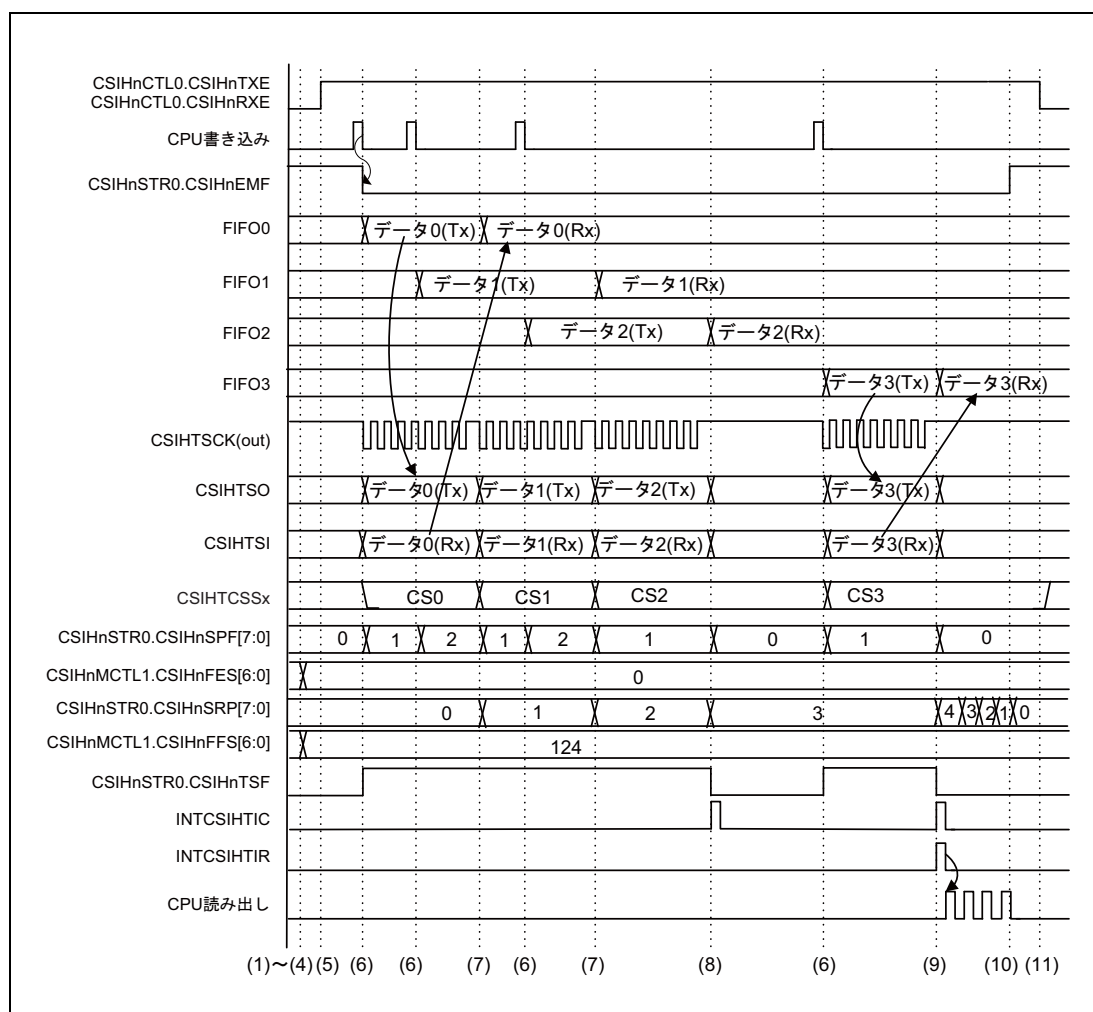 CSIHnCTL0.CSIHnTXE
CSIHnCTL0.CSIHnRXE
CPU書き込み
CSIHnSTR0.CSIHnEMF
FIFO0
データ0(Tx) データ0(Rx)
FIFO1
データ1(Tx) データ1(Rx)
FIFO2
データ2(Tx) データ2(Rx)
FIFO3
データ3(Tx) データ3(Rx)
CSIHTSCK(out)
CSIHTSO
データ0(Tx) データ1(Tx) データ2(Tx) データ3(Tx)
CSIHTSI
データ0(Rx) データ1(Rx) データ2(Rx) データ3(Rx)
CSIHTCSSx
CS0 CS1 CS2 CS3
CSIHnSTR0.CSIHnSPF[7:0]
0 1 2 1 2 1 0 1 0
CSIHnMCTL1.CSIHnFES[6:0]
0
CSIHnSTR0.CSIHnSRP[7:0]
0 1 2 3 4 3 2 1 0
CSIHnMCTL1.CSIHnFFS[6:0]
124
CSIHnSTR0.CSIHnTSF
INTCSIHTIC
INTCSIHTIR
CPU読み出し
(1)～(4) (5) (6) (6) (7) (6) (7) (8) (6) (9) (10) (11)